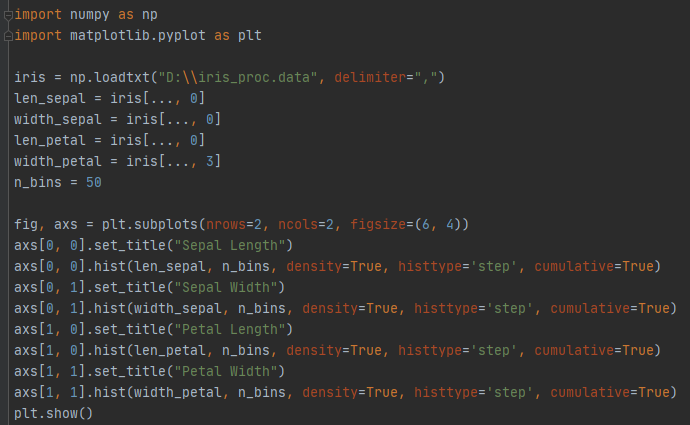 import numpy as np
import matplotlib.pyplot as plt
iris = np.loadtxt("D:\\iris_proc.data", delimiter=",")
len_sepal = iris[..., 0]
width_sepal = iris[..., 0]
len_petal = iris[..., 0]
width_petal = iris[..., 3]
n_bins = 50
fig, axs = plt.subplots(nrows=2, ncols=2, figsize=(6, 4))
axs[0, 0].set_title("Sepal Length")
axs[0, 0].hist(len_sepal, n_bins, density=True, histtype='step', cumulative=True)
axs[0, 1].set_title("Sepal Width")
axs[0, 1].hist(width_sepal, n_bins, density=True, histtype='step', cumulative=True)
axs[1, 0].set_title("Petal Length")
axs[1, 0].hist(len_petal, n_bins, density=True, histtype='step', cumulative=True)
axs[1, 1].set_title("Petal Width")
axs[1, 1].hist(width_petal, n_bins, density=True, histtype='step', cumulative=True)
plt.show()